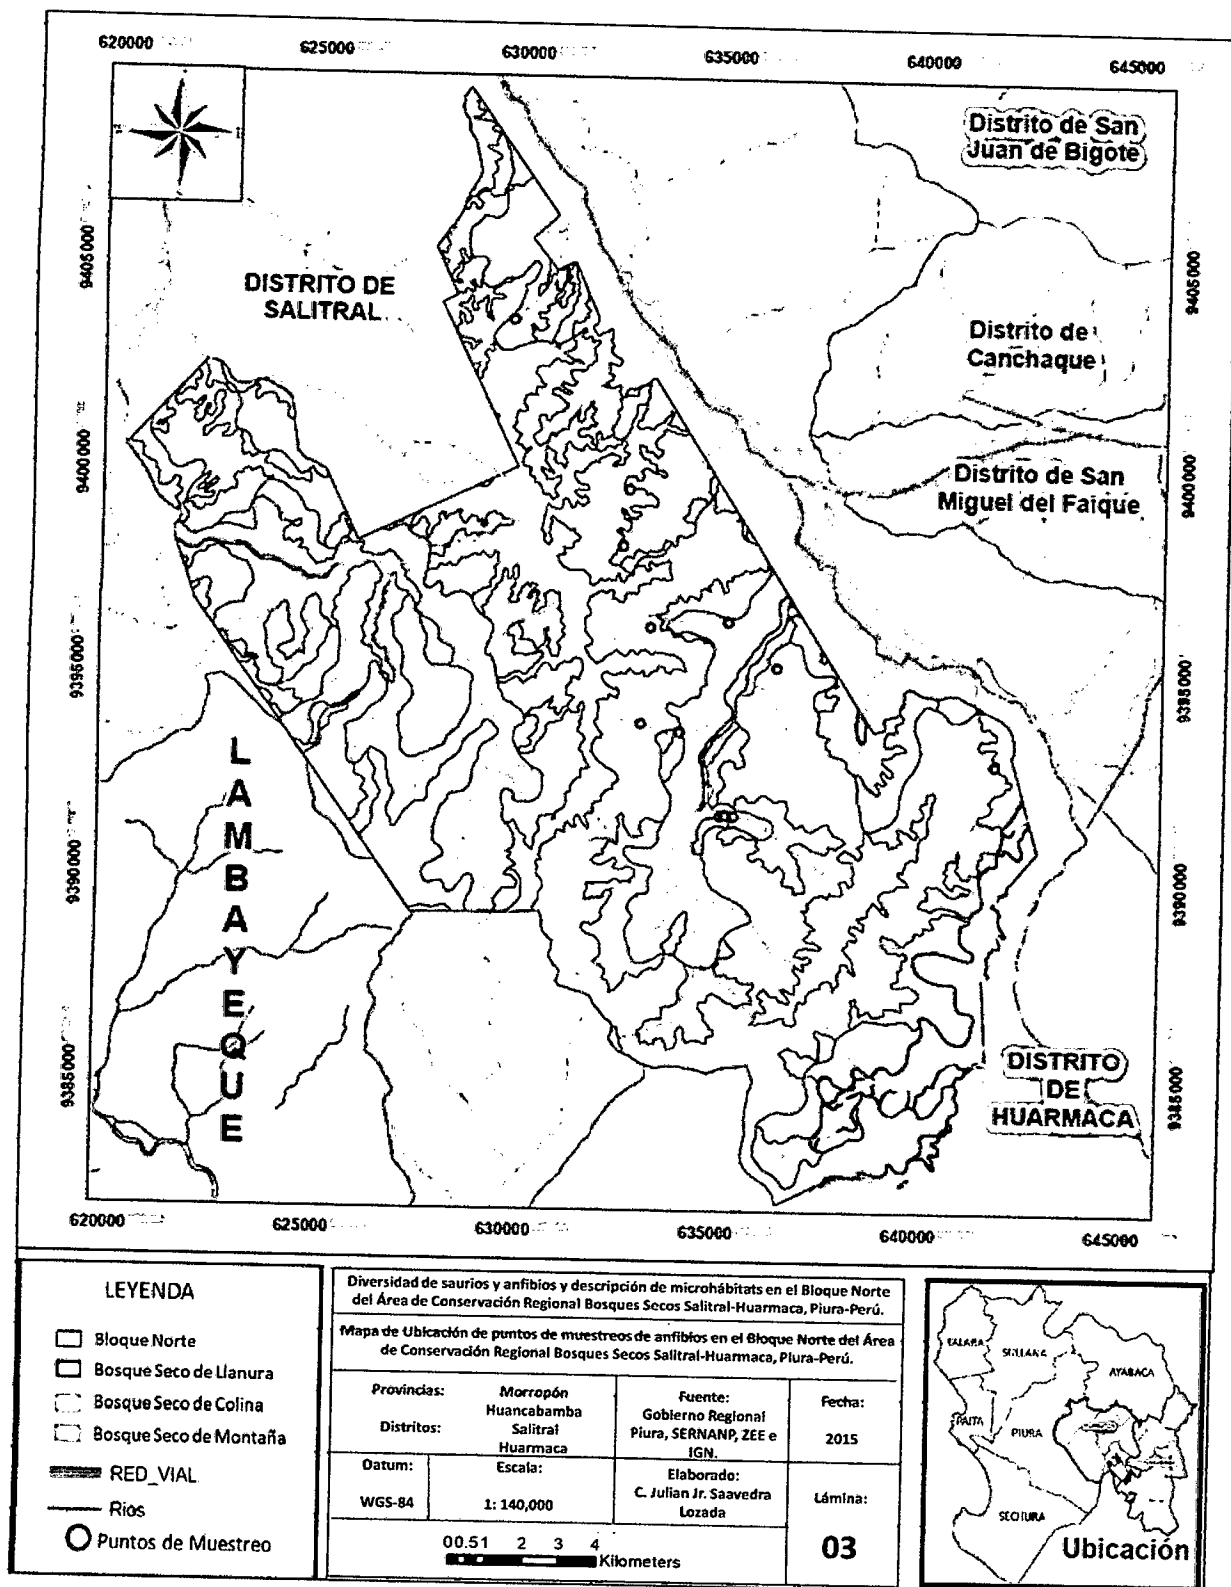 620000 625000 630000 635000 640000 645000
Distrito de San
Juan de Bigote
DISTRITO DE
SALITRAL
Distrito de
Canchaque
Distrito de San
Miguel del Faique
9405000
9400000
9395000
9390000
9385000
9405000
9400000
9395000
9390000
9385000
LAMBAYEQUE
DISTRITO
DE
HUARMACA
620000 625000 630000 635000 640000 645000
LEYENDA
Bloque Norte
Bosque Seco de Llanura
Bosque Seco de Colina
Bosque Seco de Montaña
RED_VIAL
Rios
Puntos de Muestreo
Diversidad de saurios y anfibios y descripción de microhábitats en el Bloque Norte
del Área de Conservación Regional Bosques Secos Salitral-Huarmaca, Piura-Perú.
Mapa de Ubicación de puntos de muestreos de anfibios en el Bloque Norte del Área
de Conservación Regional Bosques Secos Salitral-Huarmaca, Piura-Perú.
Provincias:
Morropón
Huancabamba
Distritos:
Salitral
Huarmaca
Fuente:
Gobierno Regional
Piura, SERNANP, ZEE e
IGN.
Fecha:
2015
Datum:
WGS-84
Escala:
1: 140,000
Elaborado:
C. Julian Jr. Saavedra
Lozada
Lámina:
03
00.51 2 3 4
Kilometers
TALARA
SULLANA
AYABACA
PAITA
PIURA
SECHURA
Ubicación